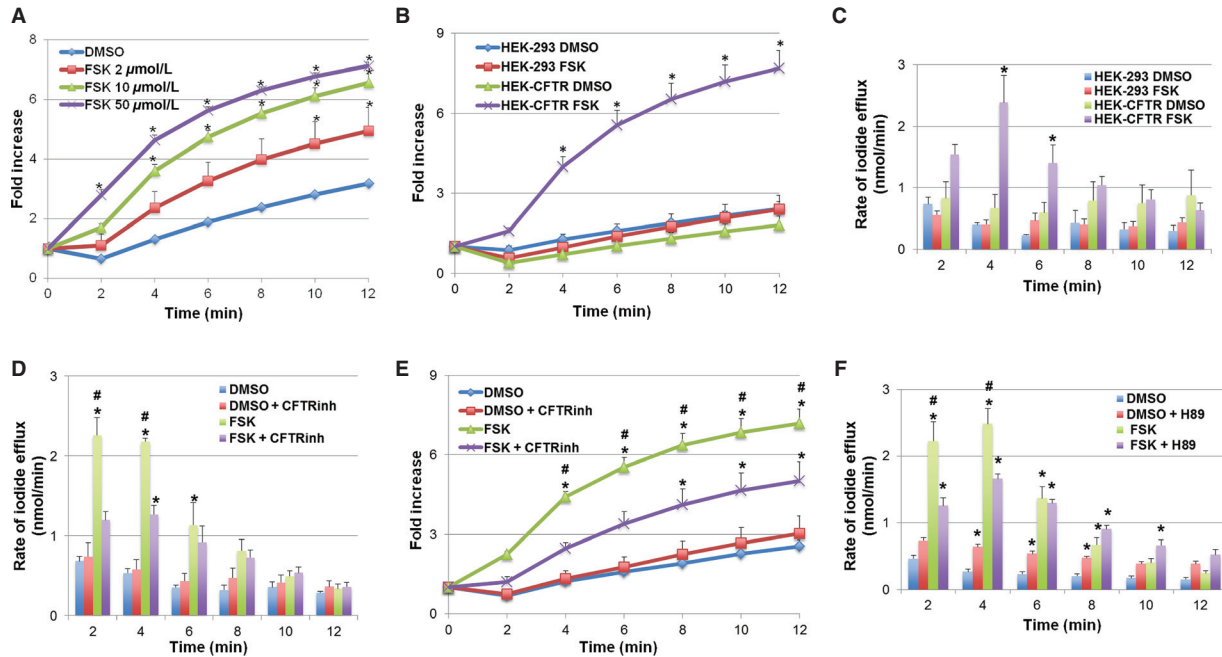 A
Fold increase
8
6
4
2
0
DMSO
FSK 2 µmol/L
FSK 10 µmol/L
FSK 50 µmol/L
* * * * * * * * * * * * *
0 2 4 6 8 10 12
Time (min)
B
Fold increase
9
6
3
0
HEK-293 DMSO
HEK-293 FSK
HEK-CFTR DMSO
HEK-CFTR FSK
* * * * *
0 2 4 6 8 10 12
Time (min)
C
Rate of iodide efflux
(nmol/min)
3
2
1
0
HEK-293 DMSO
HEK-293 FSK
HEK-CFTR DMSO
HEK-CFTR FSK
* *
2 4 6 8 10 12
Time (min)
D
Rate of iodide efflux
(nmol/min)
3
2
1
0
DMSO
DMSO + CFTRinh
FSK
FSK + CFTRinh
# #
* * * *
2 4 6 8 10 12
Time (min)
E
Fold increase
9
6
3
0
DMSO
DMSO + CFTRinh
FSK
FSK + CFTRinh
# # # # #
* * * * *
* * *
0 2 4 6 8 10 12
Time (min)
F
Rate of iodide efflux
(nmol/min)
3
2
1
0
DMSO
DMSO + H89
FSK
FSK + H89
# #
* * * * * * * * * * * *
2 4 6 8 10 12
Time (min)